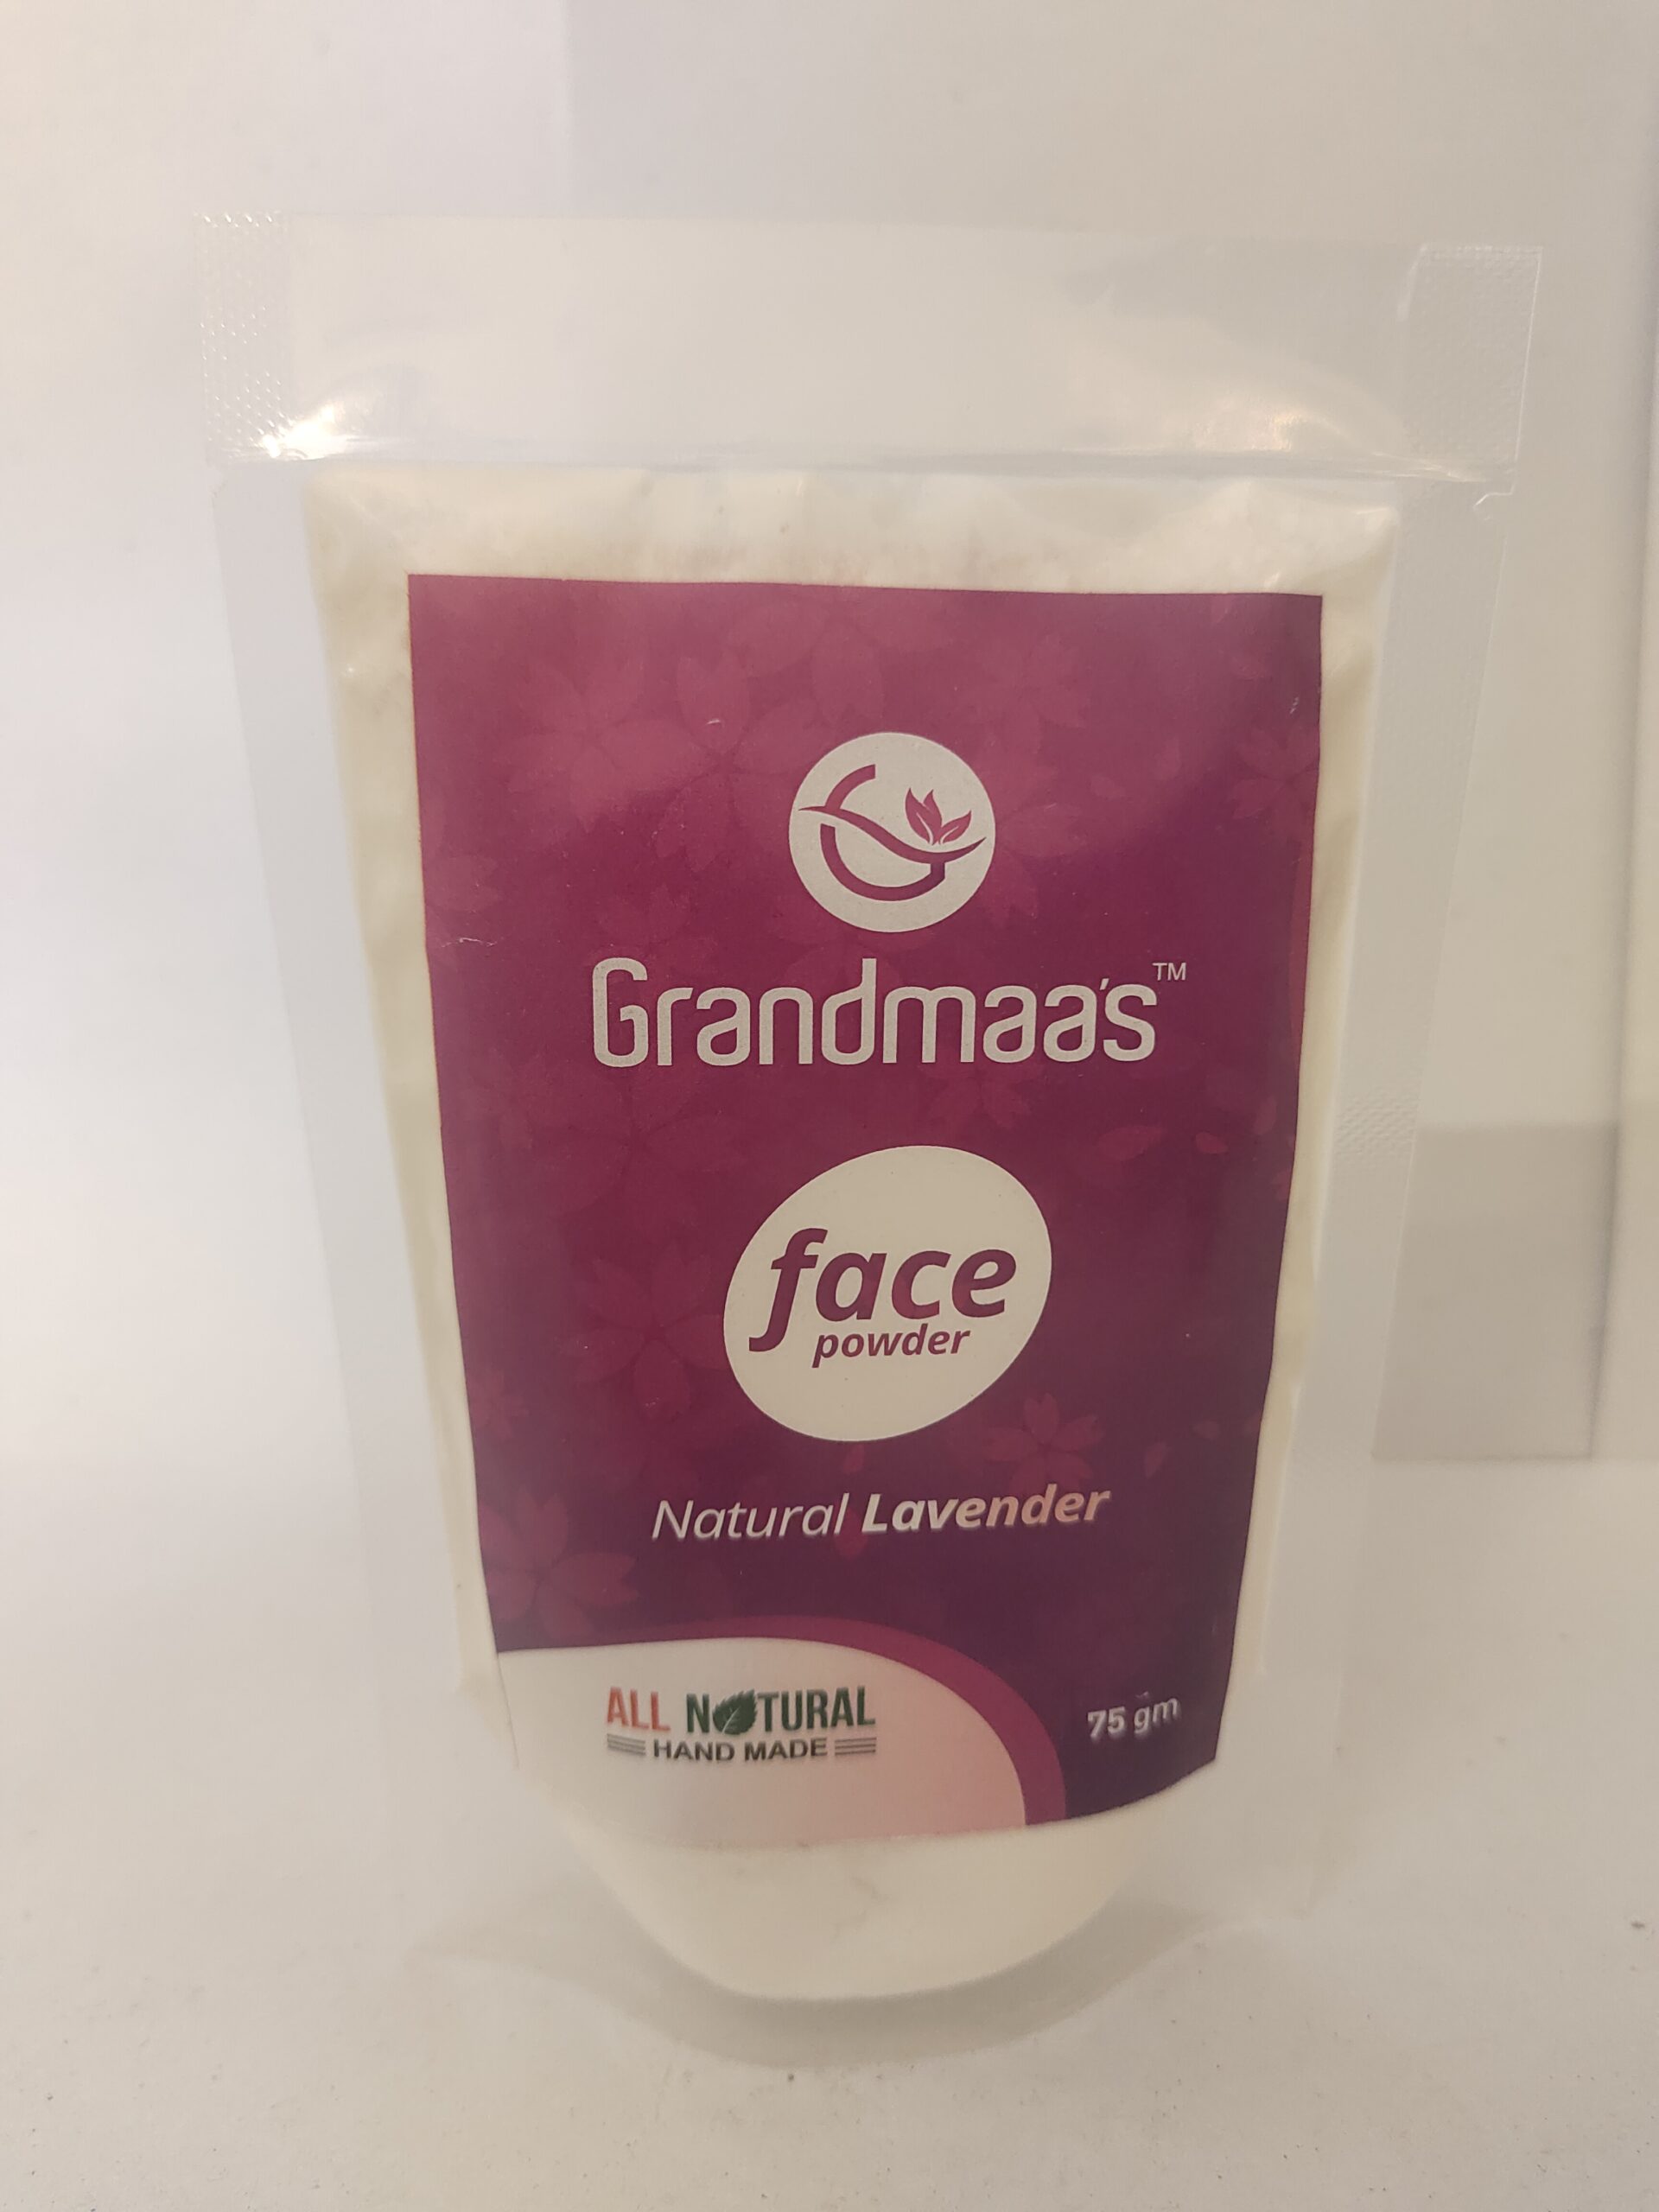 Grandmaa's™
face
powder
Natural Lavender
ALL NATURAL
HAND MADE
75 gm